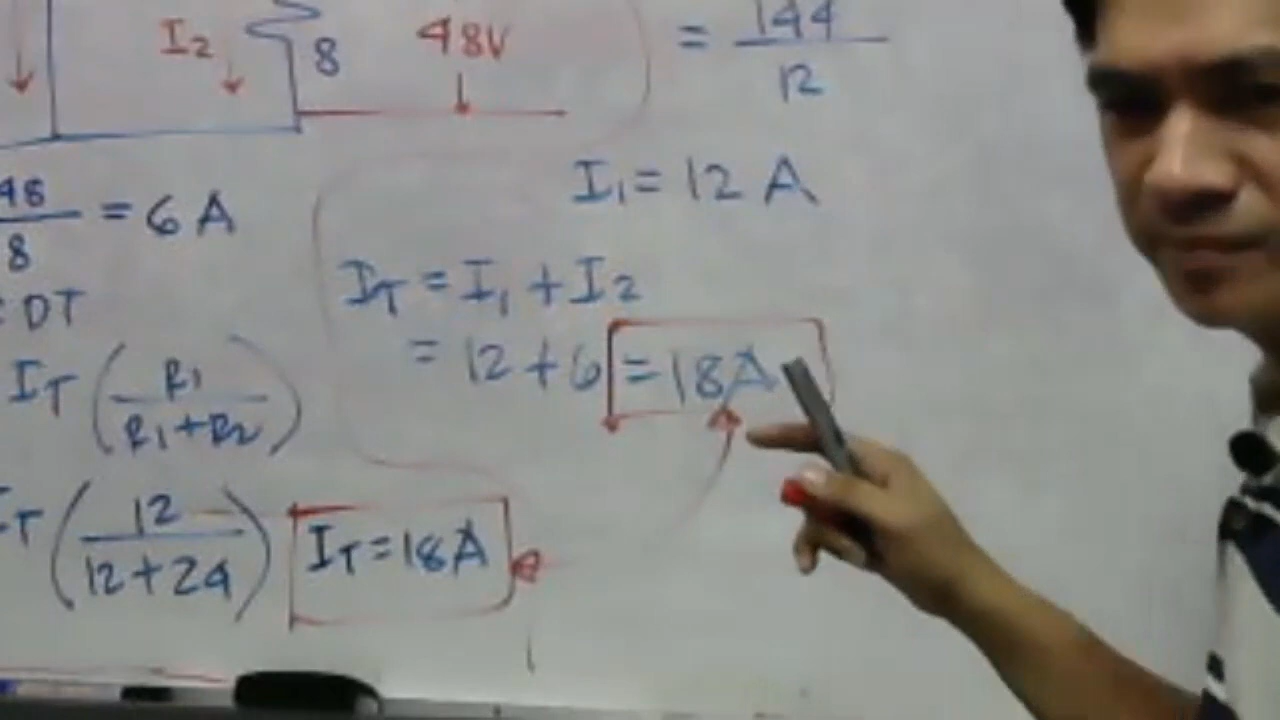 I2
8
48V
= 144
12
48
8
= 6 A
I1 = 12 A
: DT
IT = I1 + I2
= 12 + 6 = 18A
IT ( R1
R1 + R2 )
IT ( 12
12 + 24 )
IT = 18A